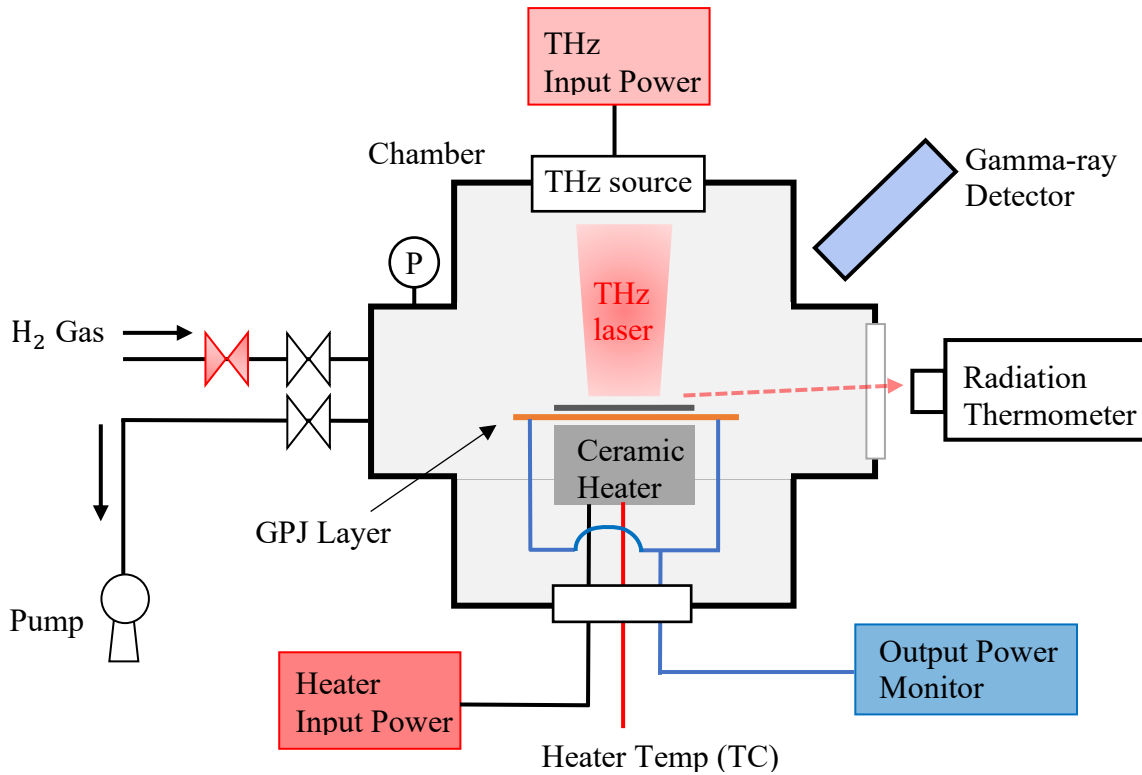 THz
Input Power
Chamber
THz source
Gamma-ray
Detector
P
THz
laser
H₂ Gas
Radiation
Thermometer
Ceramic
Heater
GPJ Layer
Pump
Output Power
Monitor
Heater
Input Power
Heater Temp (TC)